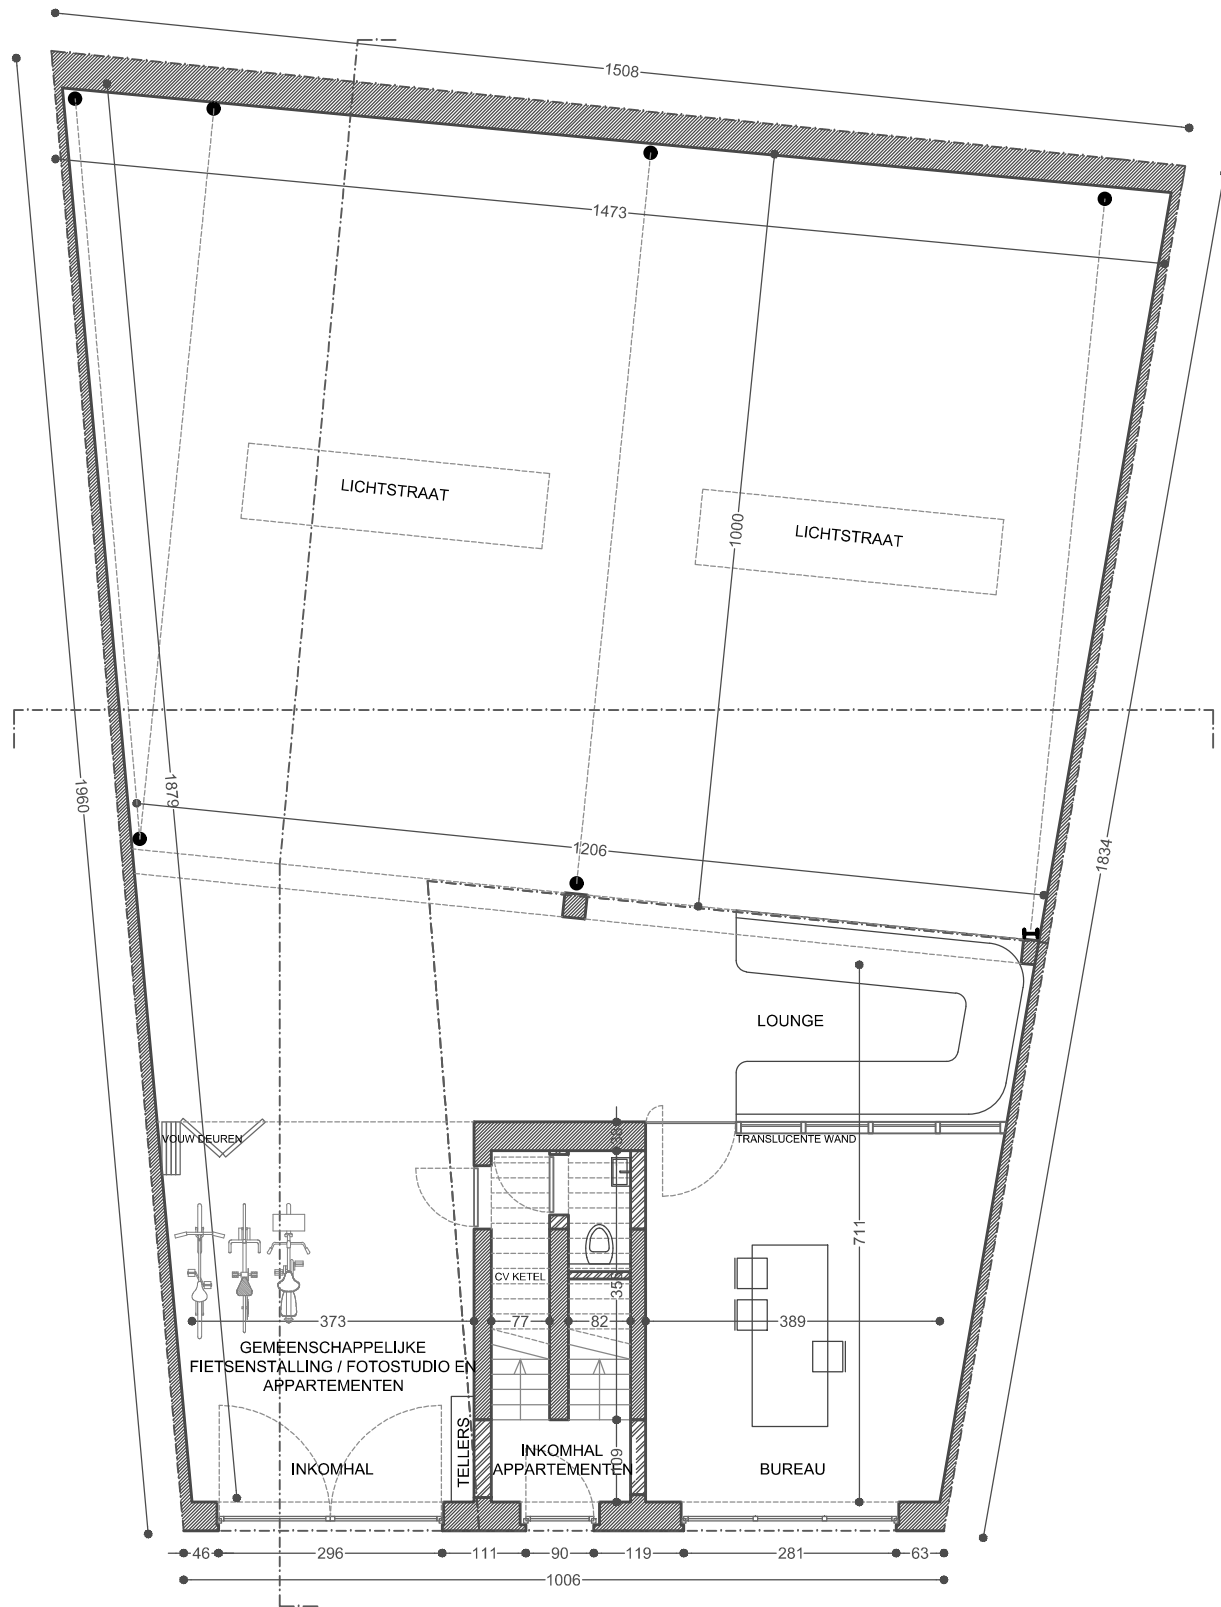 1508
1473
LICHTSTRAAT
LICHTSTRAAT
1000
1960
1879
1206
1834
LOUNGE
VOUW DEUREN
TRANSLUCENTE WAND
711
CV KETEL
373
77
82
389
GEMEENSCHAPPELIJKE
FIETSENSTALLING / FOTOSTUDIO EN
APPARTEMENTEN
TELLERS
INKOMHAL
INKOMHAL
APPARTEMENTEN
109
BUREAU
46
296
111
90
119
281
63
1006